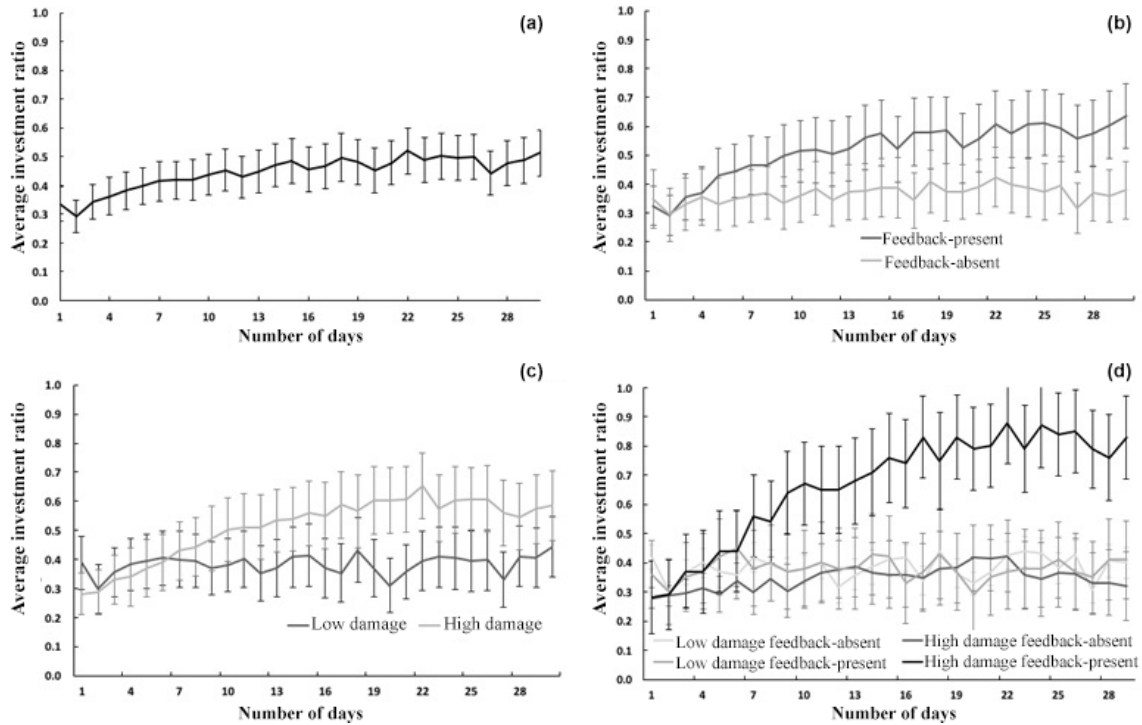 (a)
Average investment ratio
1.0
0.9
0.8
0.7
0.6
0.5
0.4
0.3
0.2
0.1
0.0
1 4 7 10 13 16 19 22 25 28
Number of days
(b)
Average investment ratio
1.0
0.9
0.8
0.7
0.6
0.5
0.4
0.3
0.2
0.1
0.0
Feedback-present
Feedback-absent
1 4 7 10 13 16 19 22 25 28
Number of days
(c)
Average investment ratio
1.0
0.9
0.8
0.7
0.6
0.5
0.4
0.3
0.2
0.1
0.0
Low damage High damage
1 4 7 10 13 16 19 22 25 28
Number of days
(d)
Average investment ratio
1.0
0.9
0.8
0.7
0.6
0.5
0.4
0.3
0.2
0.1
0.0
Low damage feedback-absent High damage feedback-absent
Low damage feedback-present High damage feedback-present
1 4 7 10 13 16 19 22 25 28
Number of days